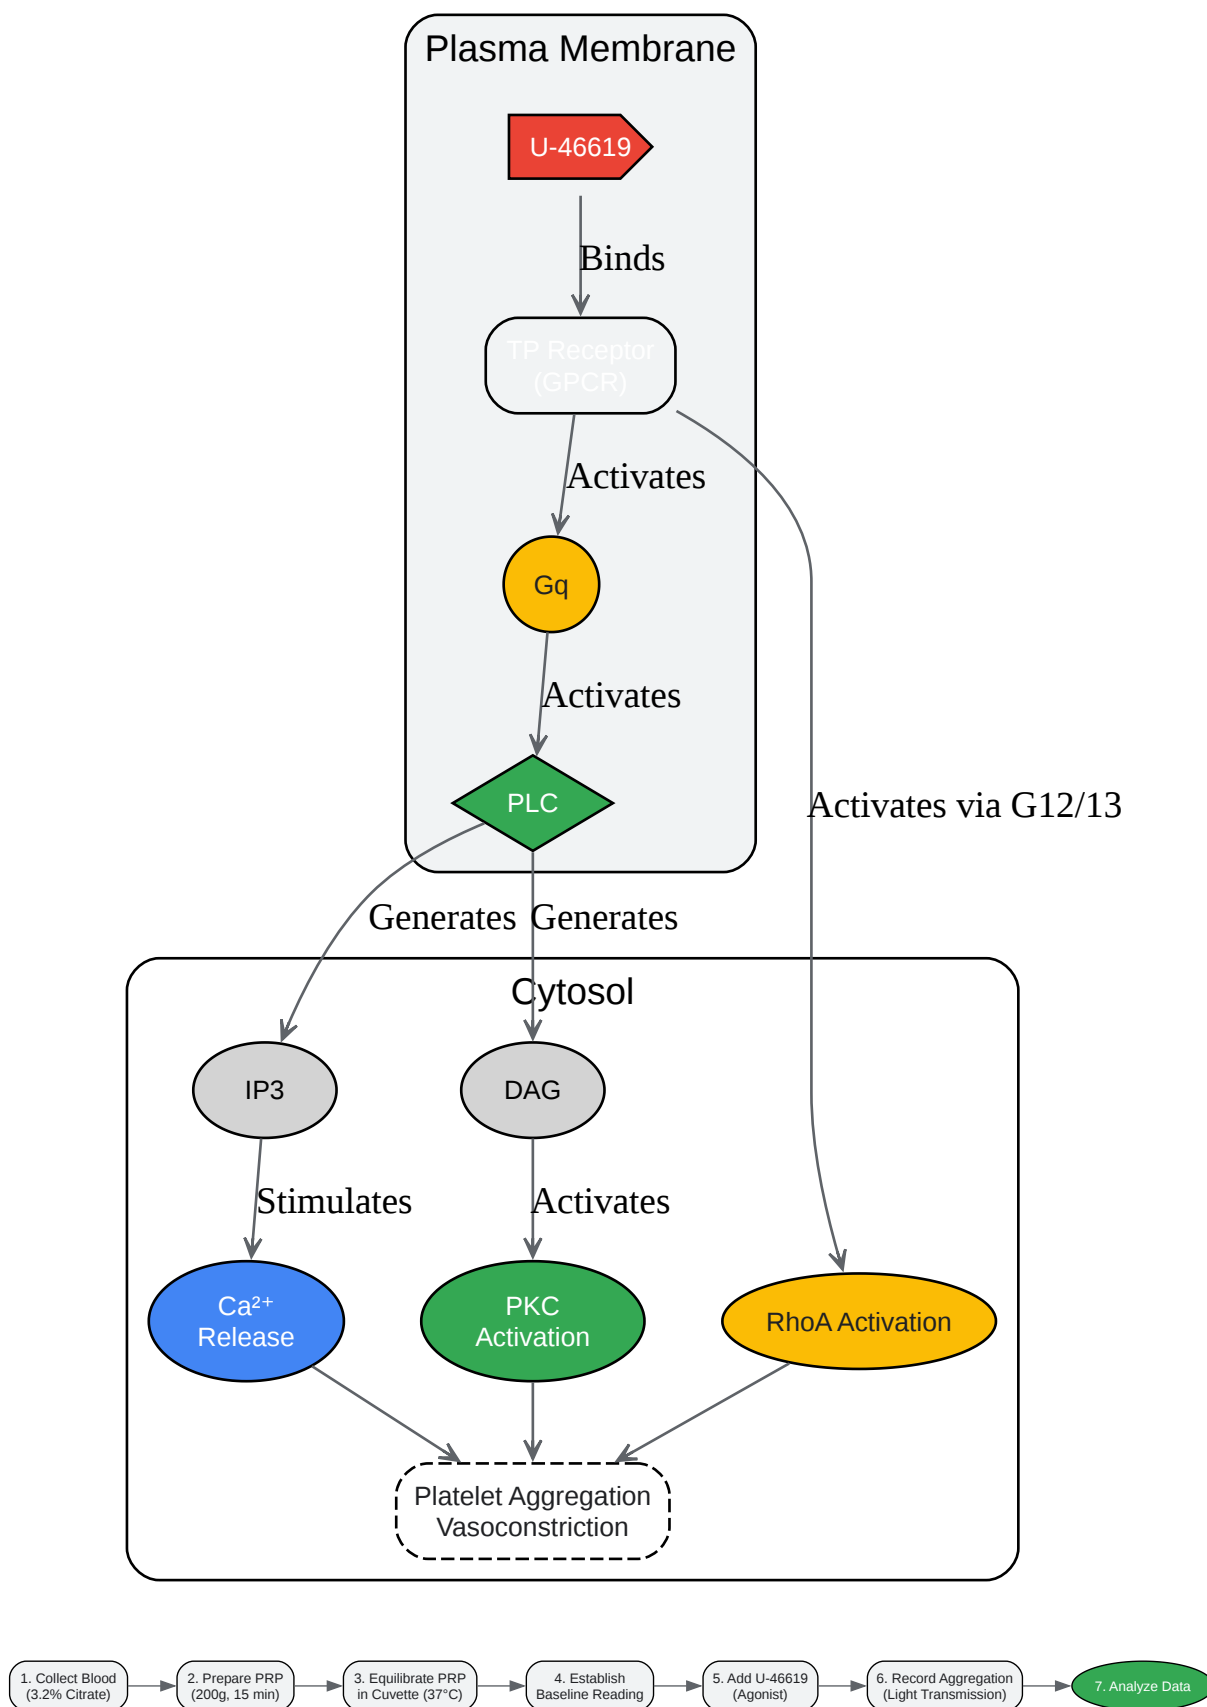 Plasma Membrane
U-46619
Binds
TP Receptor
(GPCR)
Activates
Gq
Activates
PLC
Activates via G12/13
Generates
Generates
Cytosol
IP3
DAG
Stimulates
Activates
Ca²⁺
Release
PKC
Activation
RhoA Activation
Platelet Aggregation
Vasoconstriction
1. Collect Blood
(3.2% Citrate)
2. Prepare PRP
(200g, 15 min)
3. Equilibrate PRP
in Cuvette (37°C)
4. Establish
Baseline Reading
5. Add U-46619
(Agonist)
6. Record Aggregation
(Light Transmission)
7. Analyze Data